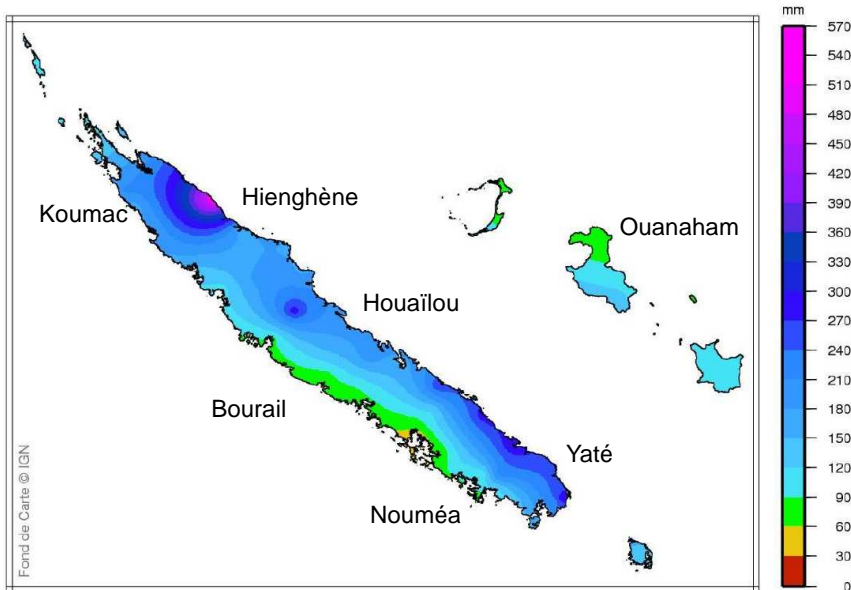 mm
570
540
510
480
450
420
390
360
330
300
270
240
210
180
150
120
90
60
30
0
Hienghène
Koumac
Ouanaham
Houaïlou
Bourail
Yaté
Nouméa
Fond de Carte © IGN